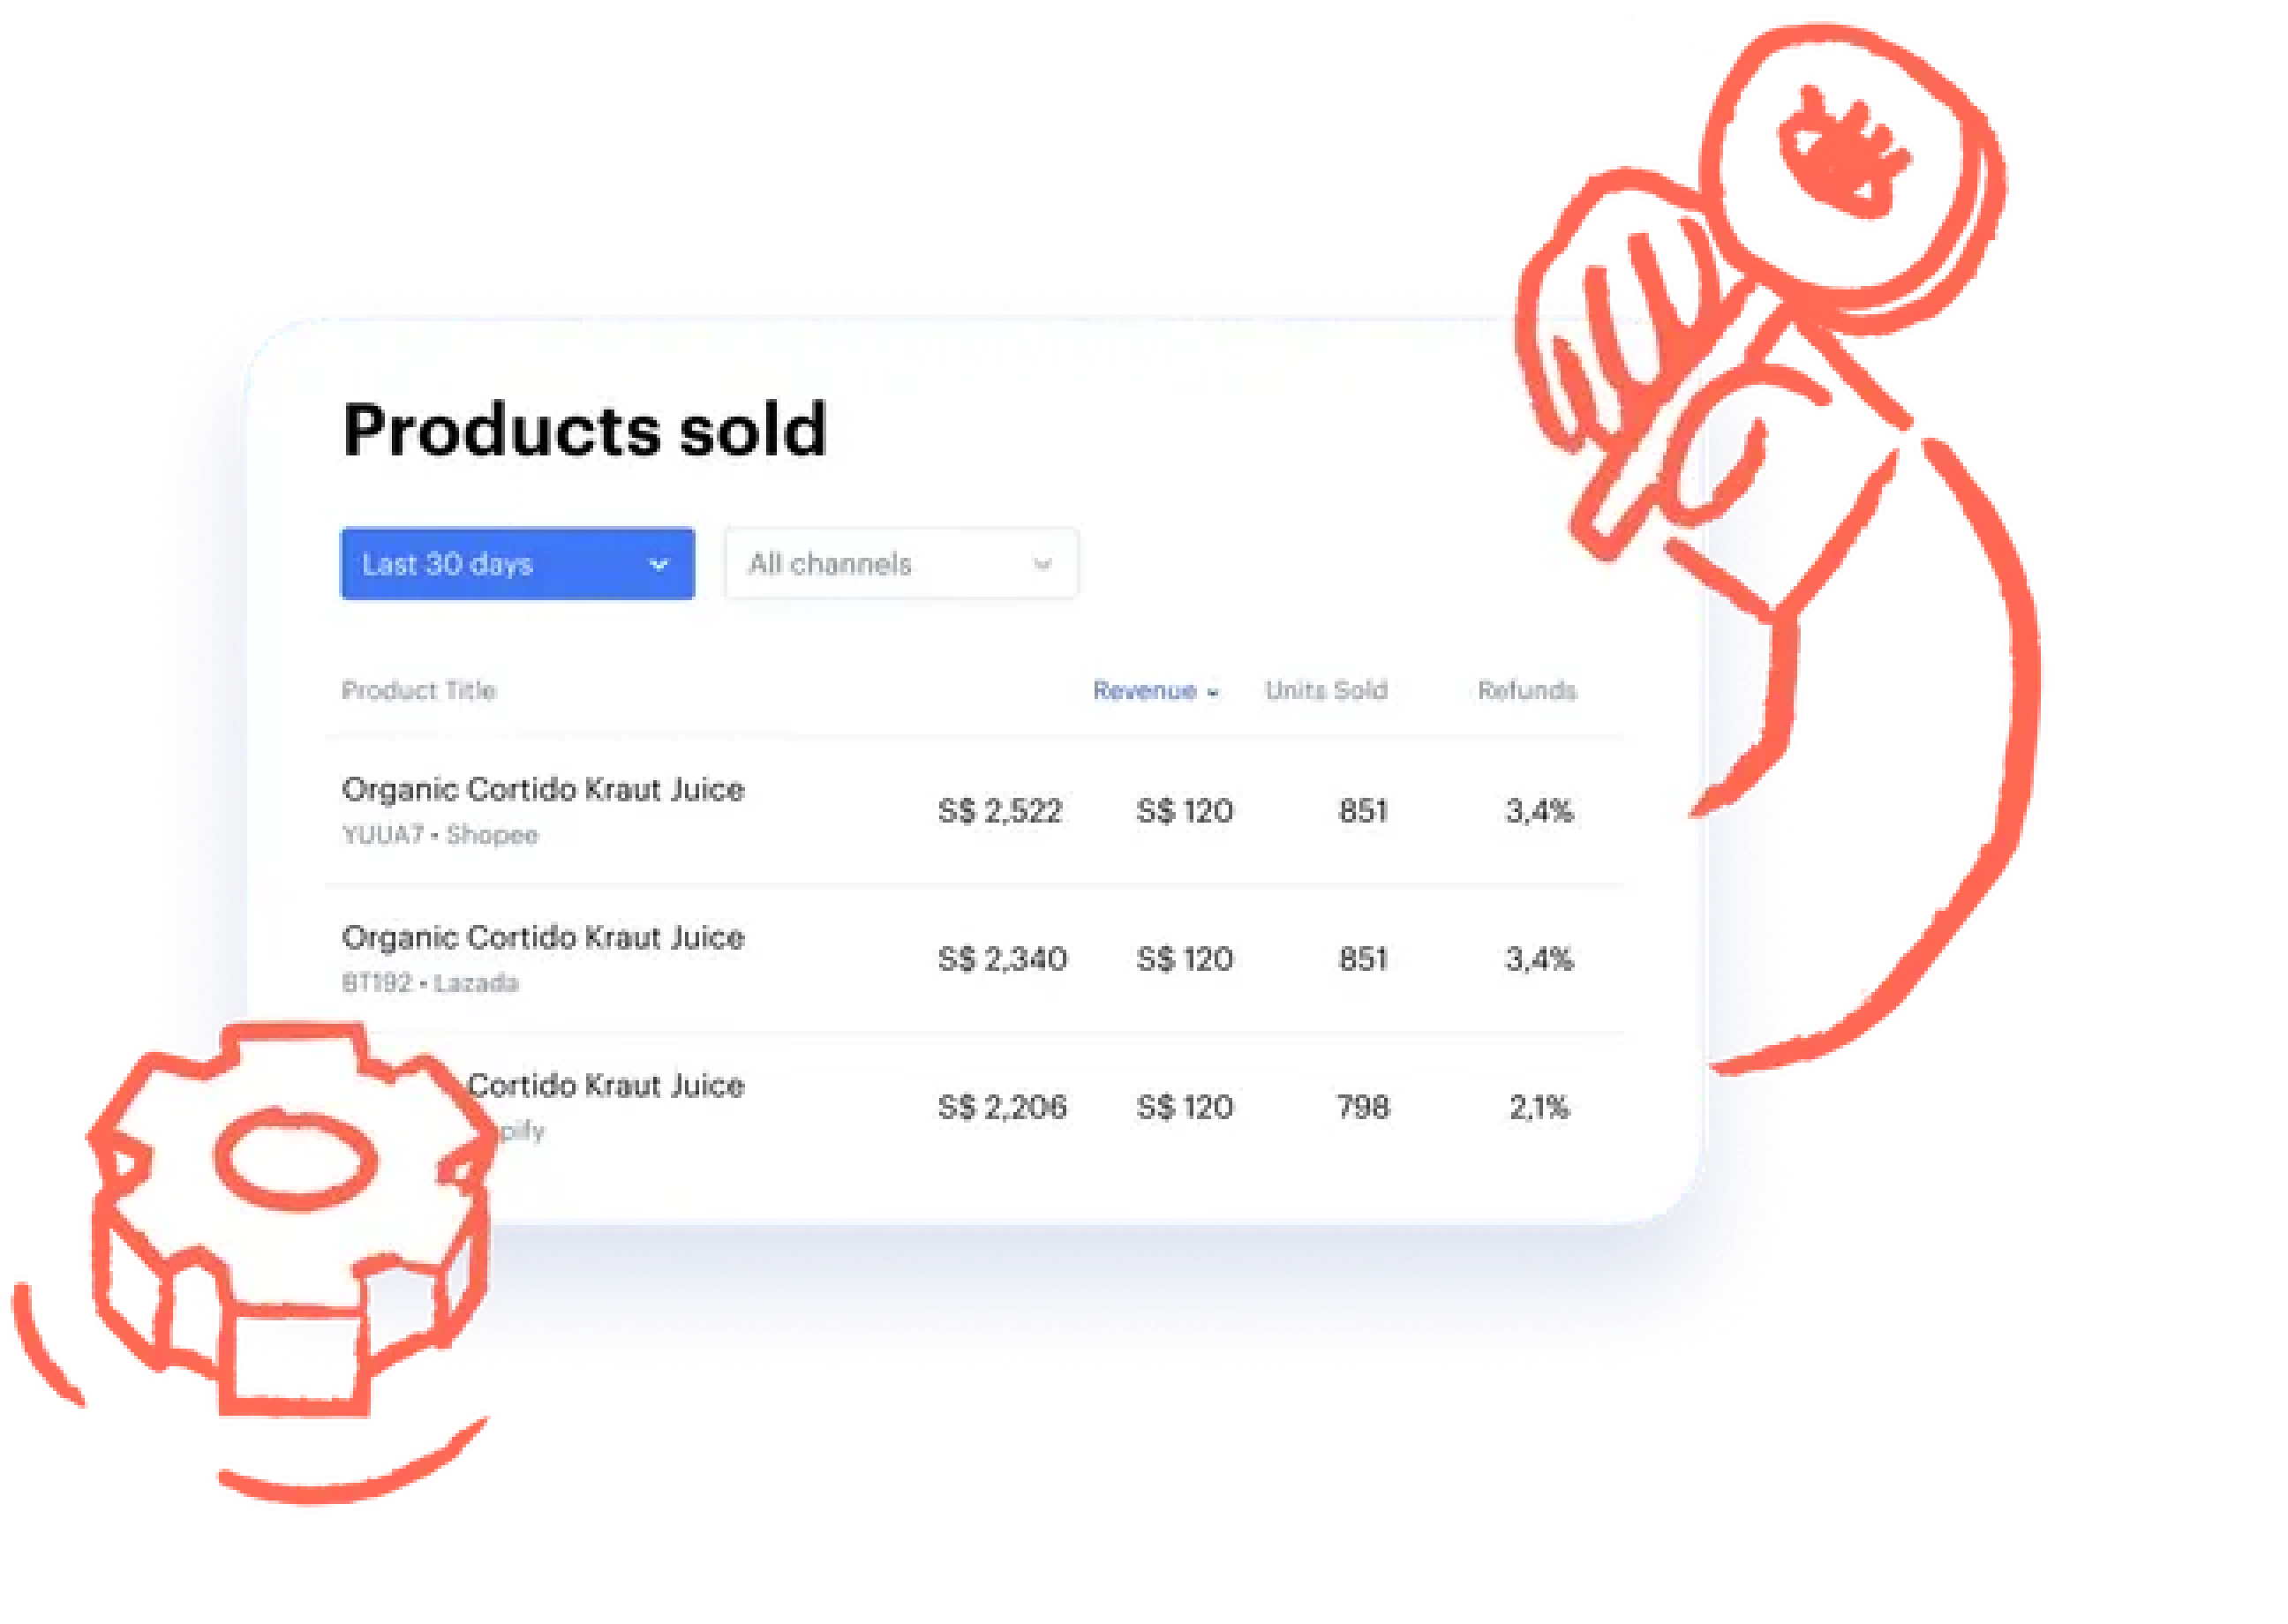 Products sold
Last 30 days All channels
Product Title Revenue Units Sold Refunds
Organic Cortido Kraut Juice S$ 2,522 S$ 120 851 3,4%
YUUA7 • Shopee
Organic Cortido Kraut Juice S$ 2,340 S$ 120 851 3,4%
BT192 • Lazada
Cortido Kraut Juice S$ 2,206 S$ 120 798 2,1%
pify